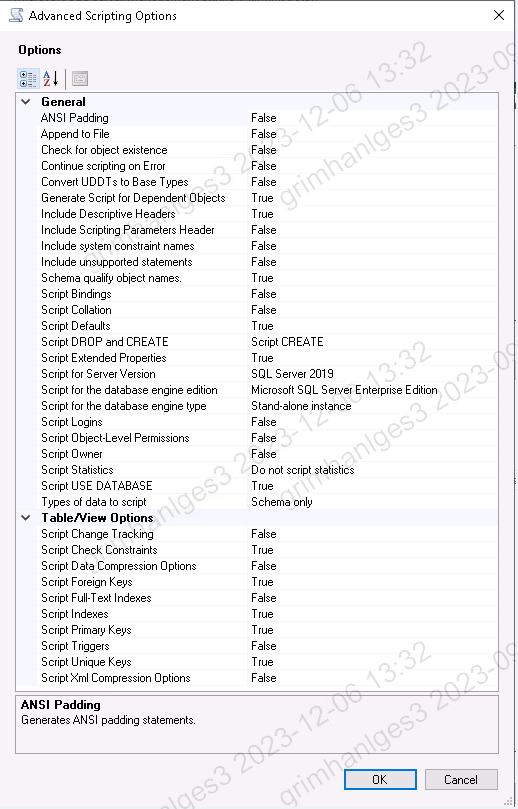 Advanced Scripting Options
Options
General
ANSI Padding False
Append to File False
Check for object existence False
Continue scripting on Error False
Convert UDDTs to Base Types False
Generate Script for Dependent Objects True
Include Descriptive Headers True
Include Scripting Parameters Header False
Include system constraint names False
Include unsupported statements False
Schema qualify object names. True
Script Bindings False
Script Collation False
Script Defaults True
Script DROP and CREATE Script CREATE
Script Extended Properties True
Script for Server Version SQL Server 2019
Script for the database engine edition Microsoft SQL Server Enterprise Edition
Script for the database engine type Stand-alone instance
Script Logins False
Script Object-Level Permissions False
Script Owner False
Script Statistics Do not script statistics
Script USE DATABASE True
Types of data to script Schema only
Table/View Options
Script Change Tracking False
Script Check Constraints True
Script Data Compression Options False
Script Foreign Keys True
Script Full-Text Indexes False
Script Indexes True
Script Primary Keys True
Script Triggers False
Script Unique Keys True
Script Xml Compression Options False
ANSI Padding
Generates ANSI padding statements.
OK Cancel
grimhanlges3 2023-12-06 13:32
grimhanlges3 2023-09
grimhanlges3 2023-12-06 13:32
grimhanlges3 2023-09
lges3 2023-12-06 13:32
grimhanlges3 2023-09